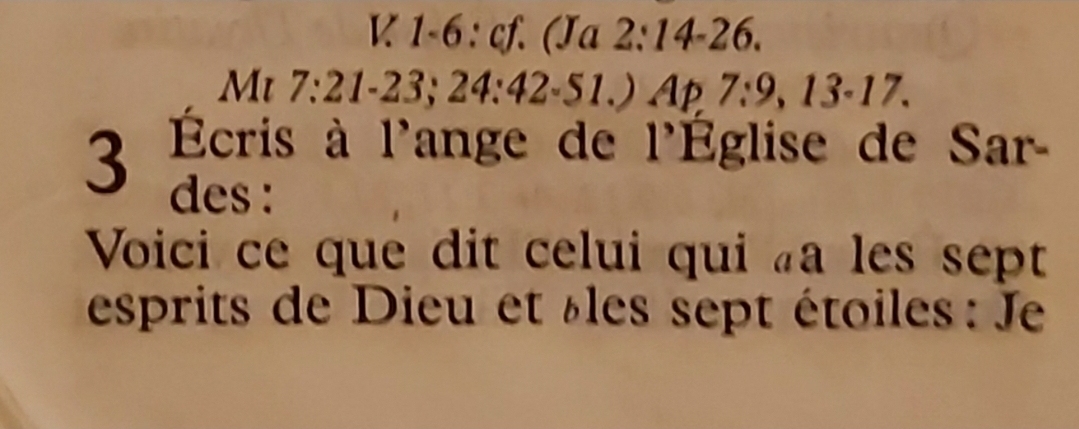 V. 1-6: cf. (Ja 2:14-26.
Mt 7:21-23; 24:42-51.) Ap 7:9, 13-17.
3 Écris à l'ange de l'Église de Sar-
des :
Voici ce que dit celui qui a a les sept
esprits de Dieu et b les sept étoiles : Je